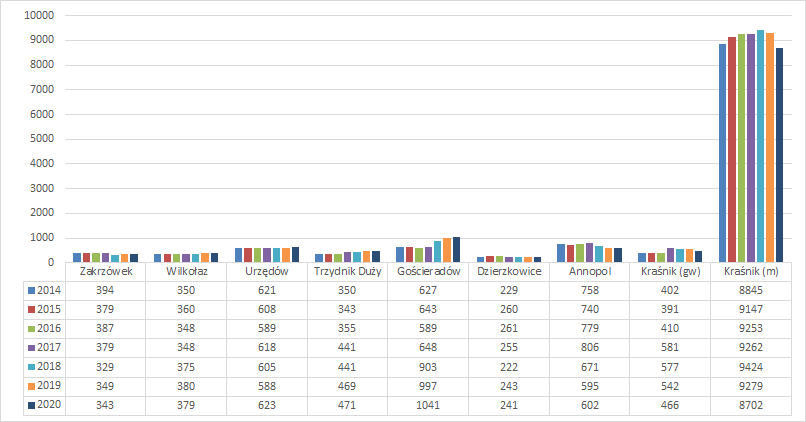 10000
9000
8000
7000
6000
5000
4000
3000
2000
1000
0
Zakrzówek Wilkołaz Urzędów Trzydnik Duży Gościeradów Dzierzkowice Annopol Kraśnik (gw) Kraśnik (m)
2014 394 350 621 350 627 229 758 402 8845
2015 379 360 608 343 643 260 740 391 9147
2016 387 348 589 355 589 261 779 410 9253
2017 379 348 618 441 648 255 806 581 9262
2018 329 375 605 441 903 222 671 577 9424
2019 349 380 588 469 997 243 595 542 9279
2020 343 379 623 471 1041 241 602 466 8702